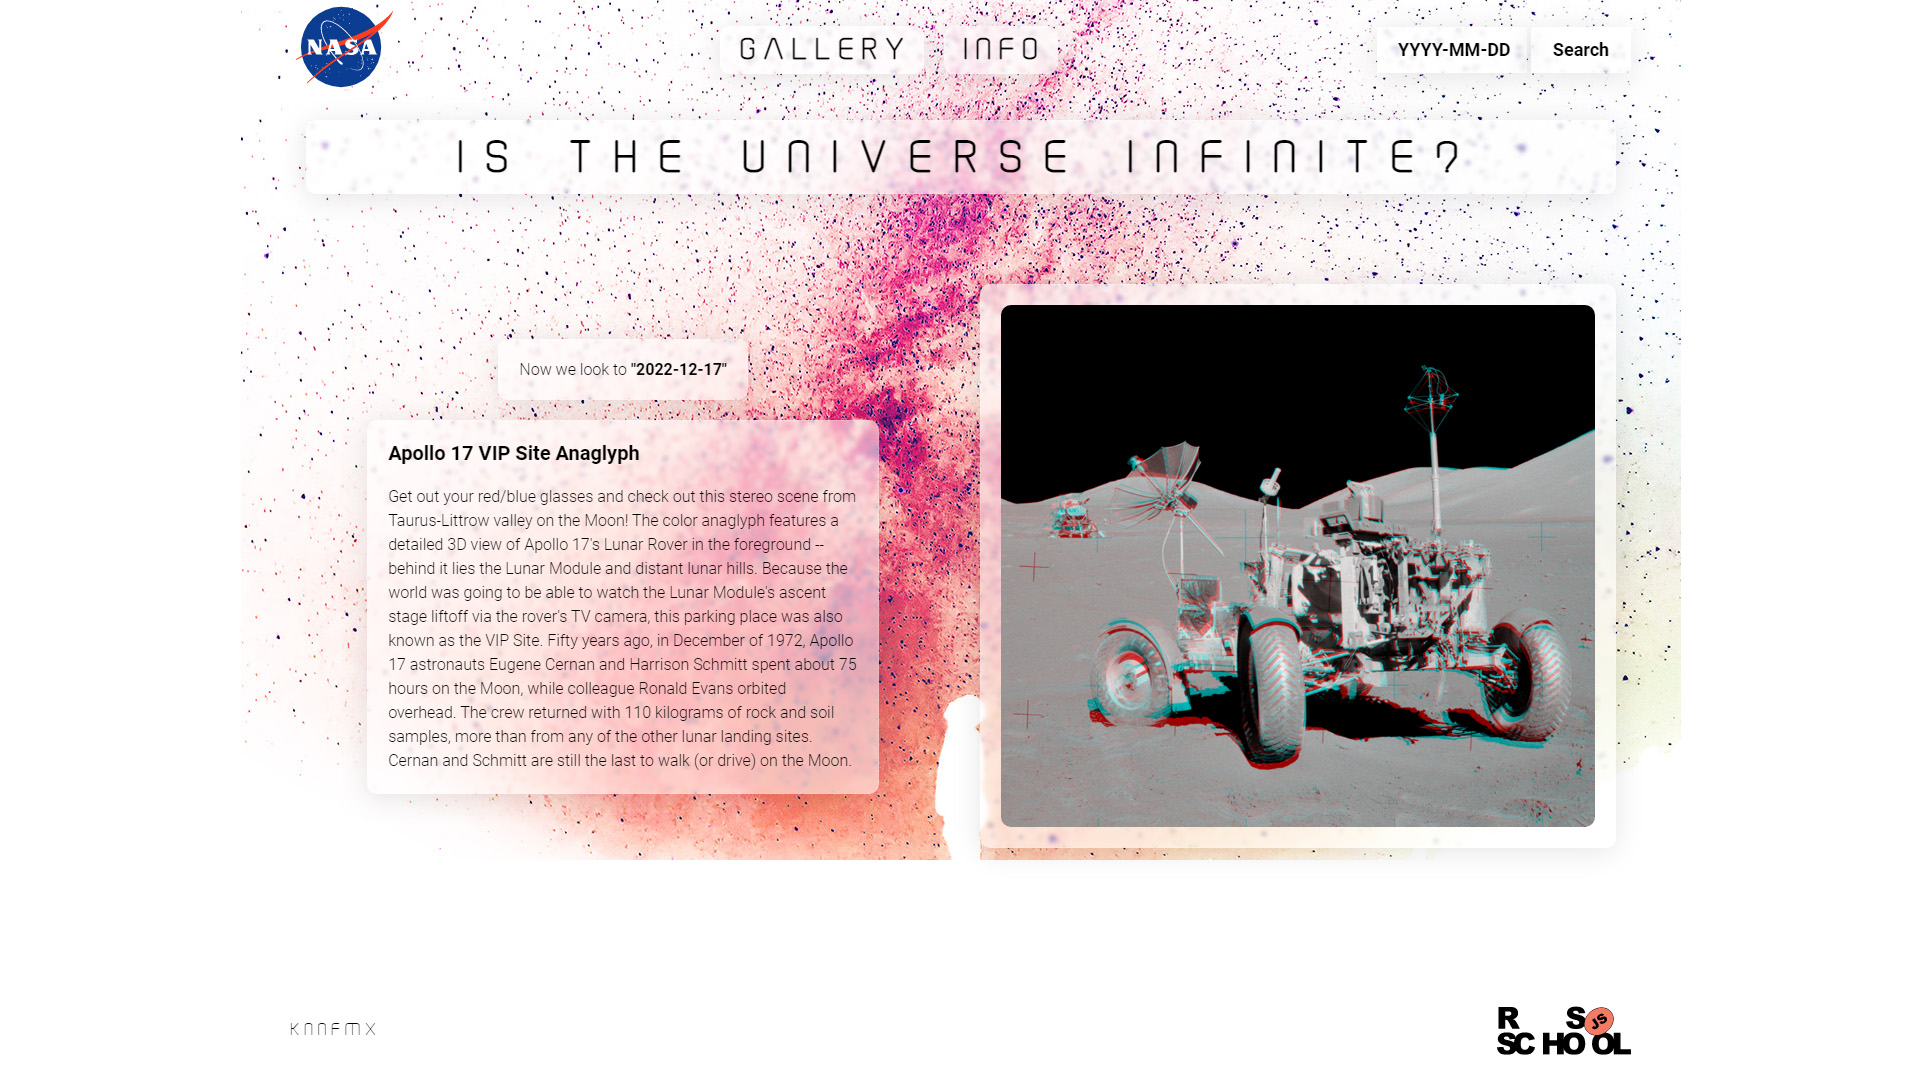 NASA
GALLERY INFO
YYYY-MM-DD Search
IS THE UNIVERSE INFINITE?
Now we look to "2022-12-17"
Apollo 17 VIP Site Anaglyph
Get out your red/blue glasses and check out this stereo scene from
Taurus-Littrow valley on the Moon! The color anaglyph features a
detailed 3D view of Apollo 17's Lunar Rover in the foreground --
behind it lies the Lunar Module and distant lunar hills. Because the
world was going to be able to watch the Lunar Module's ascent
stage liftoff via the rover's TV camera, this parking place was also
known as the VIP Site. Fifty years ago, in December of 1972, Apollo
17 astronauts Eugene Cernan and Harrison Schmitt spent about 75
hours on the Moon, while colleague Ronald Evans orbited
overhead. The crew returned with 110 kilograms of rock and soil
samples, more than from any of the other lunar landing sites.
Cernan and Schmitt are still the last to walk (or drive) on the Moon.
KNNFMX
RS JS
SCHOOL